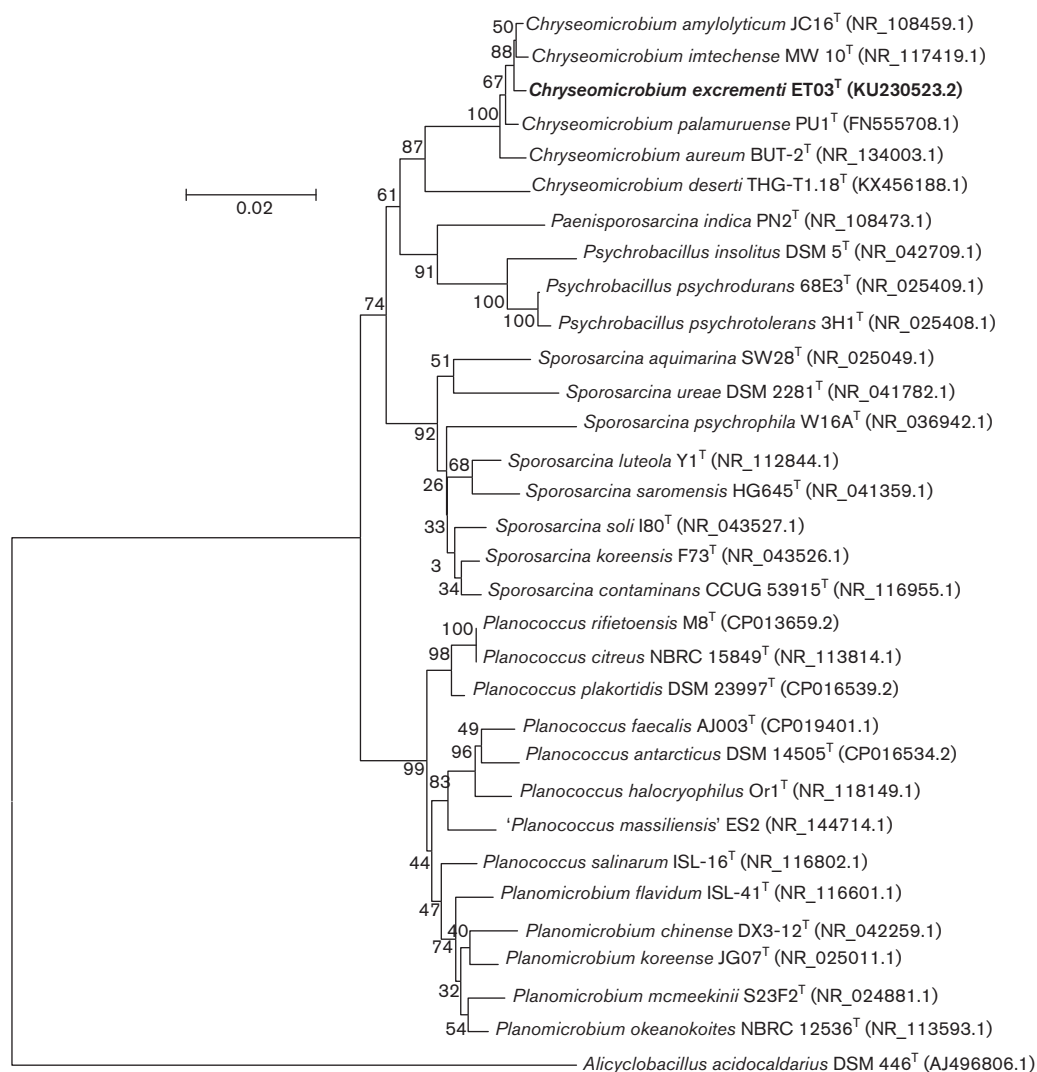 50 Chryseomicrobium amylolyticum JC16T (NR_108459.1)
88 Chryseomicrobium imtechense MW 10T (NR_117419.1)
67 Chryseomicrobium excrementi ET03T (KU230523.2)
100 Chryseomicrobium palamuruense PU1T (FN555708.1)
87 Chryseomicrobium aureum BUT-2T (NR_134003.1)
Chryseomicrobium deserti THG-T1.18T (KX456188.1)
61
0.02
Paenisporosarcina indica PN2T (NR_108473.1)
Psychrobacillus insolitus DSM 5T (NR_042709.1)
91
Psychrobacillus psychrodurans 68E3T (NR_025409.1)
74 100
100 Psychrobacillus psychrotolerans 3H1T (NR_025408.1)
51 Sporosarcina aquimarina SW28T (NR_025049.1)
Sporosarcina ureae DSM 2281T (NR_041782.1)
92 Sporosarcina psychrophila W16AT (NR_036942.1)
68 Sporosarcina luteola Y1T (NR_112844.1)
26 Sporosarcina saromensis HG645T (NR_041359.1)
33 Sporosarcina soli I80T (NR_043527.1)
3 Sporosarcina koreensis F73T (NR_043526.1)
34 Sporosarcina contaminans CCUG 53915T (NR_116955.1)
100 Planococcus rifietoensis M8T (CP013659.2)
98 Planococcus citreus NBRC 15849T (NR_113814.1)
Planococcus plakortidis DSM 23997T (CP016539.2)
49 Planococcus faecalis AJ003T (CP019401.1)
96 Planococcus antarcticus DSM 14505T (CP016534.2)
99 83 Planococcus halocryophilus Or1T (NR_118149.1)
‘Planococcus massiliensis’ ES2 (NR_144714.1)
44 Planococcus salinarum ISL-16T (NR_116802.1)
47 Planomicrobium flavidum ISL-41T (NR_116601.1)
40 Planomicrobium chinense DX3-12T (NR_042259.1)
74 Planomicrobium koreense JG07T (NR_025011.1)
32 Planomicrobium mcmeekinii S23F2T (NR_024881.1)
54 Planomicrobium okeanokoites NBRC 12536T (NR_113593.1)
Alicyclobacillus acidocaldarius DSM 446T (AJ496806.1)